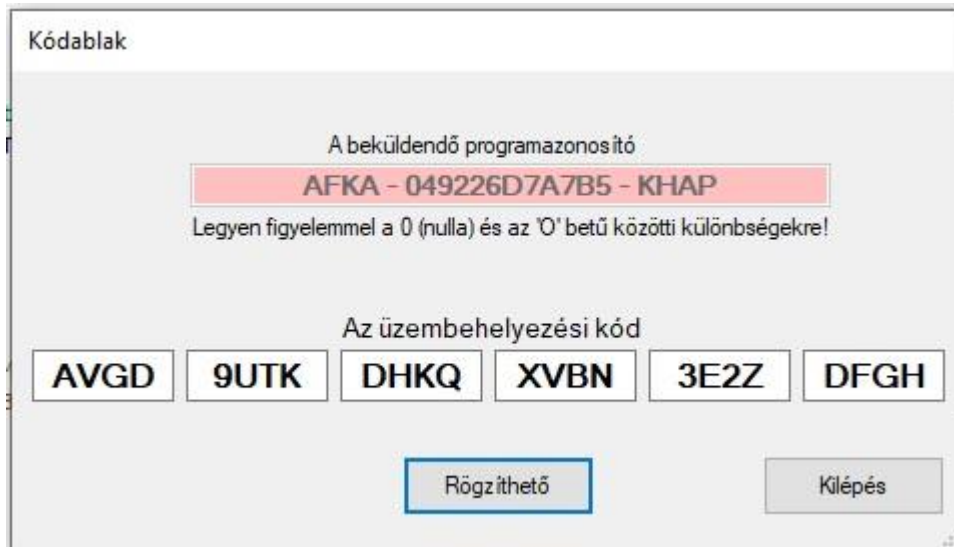 Kódablak
A beküldendő programazonosító
AFKA - 049226D7A7B5 - KHAP
Legyen figyelemmel a 0 (nulla) és az 'O' betű közötti különbségekre!
Az üzembehelyezési kód
AVGD 9UTK DHKQ XVBN 3E2Z DFGH
Rögzíthető Kilépés